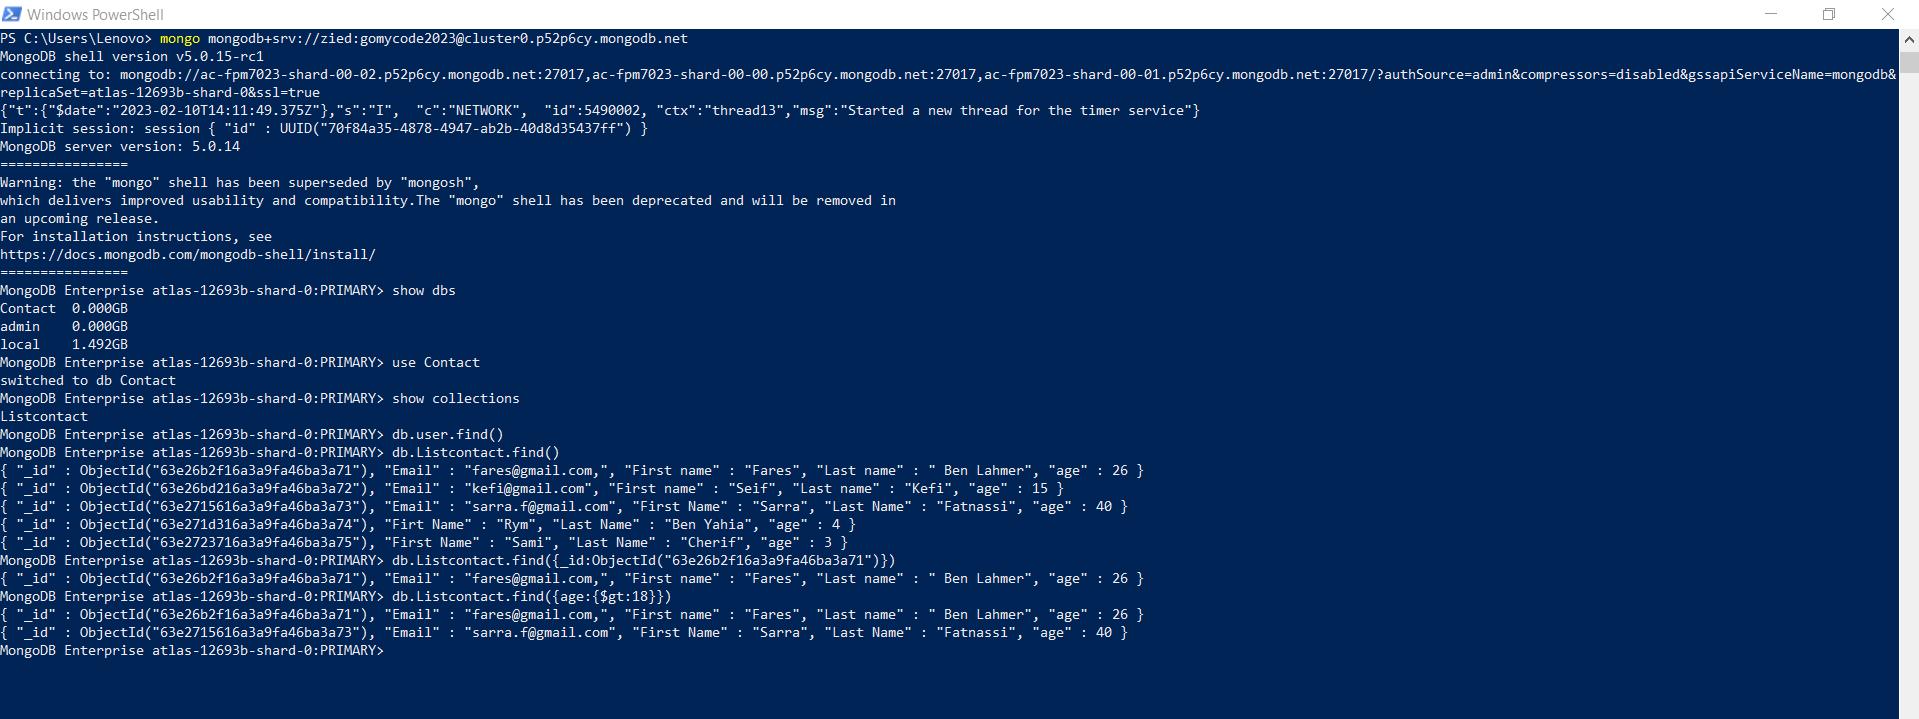 Windows PowerShell
PS C:\Users\Lenovo> mongo mongodb+srv://zied:gomycode2023@cluster0.p52p6cy.mongodb.net
MongoDB shell version v5.0.15-rc1
connecting to: mongodb://ac-fpm7023-shard-00-02.p52p6cy.mongodb.net:27017,ac-fpm7023-shard-00-00.p52p6cy.mongodb.net:27017,ac-fpm7023-shard-00-01.p52p6cy.mongodb.net:27017/?authSource=admin&compressors=disabled&gssapiServiceName=mongodb&
replicaSet=atlas-12693b-shard-0&ssl=true
{"t":{"$date":"2023-02-10T14:11:49.375Z"},"s":"I",  "c":"NETWORK",  "id":5490002, "ctx":"thread13","msg":"Started a new thread for the timer service"}
Implicit session: session { "id" : UUID("70f84a35-4878-4947-ab2b-40d8d35437ff") }
MongoDB server version: 5.0.14
================
Warning: the "mongo" shell has been superseded by "mongosh",
which delivers improved usability and compatibility.The "mongo" shell has been deprecated and will be removed in
an upcoming release.
For installation instructions, see
https://docs.mongodb.com/mongodb-shell/install/
================
MongoDB Enterprise atlas-12693b-shard-0:PRIMARY> show dbs
Contact  0.000GB
admin    0.000GB
local    1.492GB
MongoDB Enterprise atlas-12693b-shard-0:PRIMARY> use Contact
switched to db Contact
MongoDB Enterprise atlas-12693b-shard-0:PRIMARY> show collections
Listcontact
MongoDB Enterprise atlas-12693b-shard-0:PRIMARY> db.user.find()
MongoDB Enterprise atlas-12693b-shard-0:PRIMARY> db.Listcontact.find()
{ "_id" : ObjectId("63e26b2f16a3a9fa46ba3a71"), "Email" : "fares@gmail.com,", "First name" : "Fares", "Last name" : " Ben Lahmer", "age" : 26 }
{ "_id" : ObjectId("63e26bd216a3a9fa46ba3a72"), "Email" : "kefi@gmail.com", "First name" : "Seif", "Last name" : "Kefi", "age" : 15 }
{ "_id" : ObjectId("63e2715616a3a9fa46ba3a73"), "Email" : "sarra.f@gmail.com", "First Name" : "Sarra", "Last Name" : "Fatnassi", "age" : 40 }
{ "_id" : ObjectId("63e271d316a3a9fa46ba3a74"), "Firt Name" : "Rym", "Last Name" : "Ben Yahia", "age" : 4 }
{ "_id" : ObjectId("63e2723716a3a9fa46ba3a75"), "First Name" : "Sami", "Last Name" : "Cherif", "age" : 3 }
MongoDB Enterprise atlas-12693b-shard-0:PRIMARY> db.Listcontact.find({_id:ObjectId("63e26b2f16a3a9fa46ba3a71")})
{ "_id" : ObjectId("63e26b2f16a3a9fa46ba3a71"), "Email" : "fares@gmail.com,", "First name" : "Fares", "Last name" : " Ben Lahmer", "age" : 26 }
MongoDB Enterprise atlas-12693b-shard-0:PRIMARY> db.Listcontact.find({age:{$gt:18}})
{ "_id" : ObjectId("63e26b2f16a3a9fa46ba3a71"), "Email" : "fares@gmail.com,", "First name" : "Fares", "Last name" : " Ben Lahmer", "age" : 26 }
{ "_id" : ObjectId("63e2715616a3a9fa46ba3a73"), "Email" : "sarra.f@gmail.com", "First Name" : "Sarra", "Last Name" : "Fatnassi", "age" : 40 }
MongoDB Enterprise atlas-12693b-shard-0:PRIMARY>